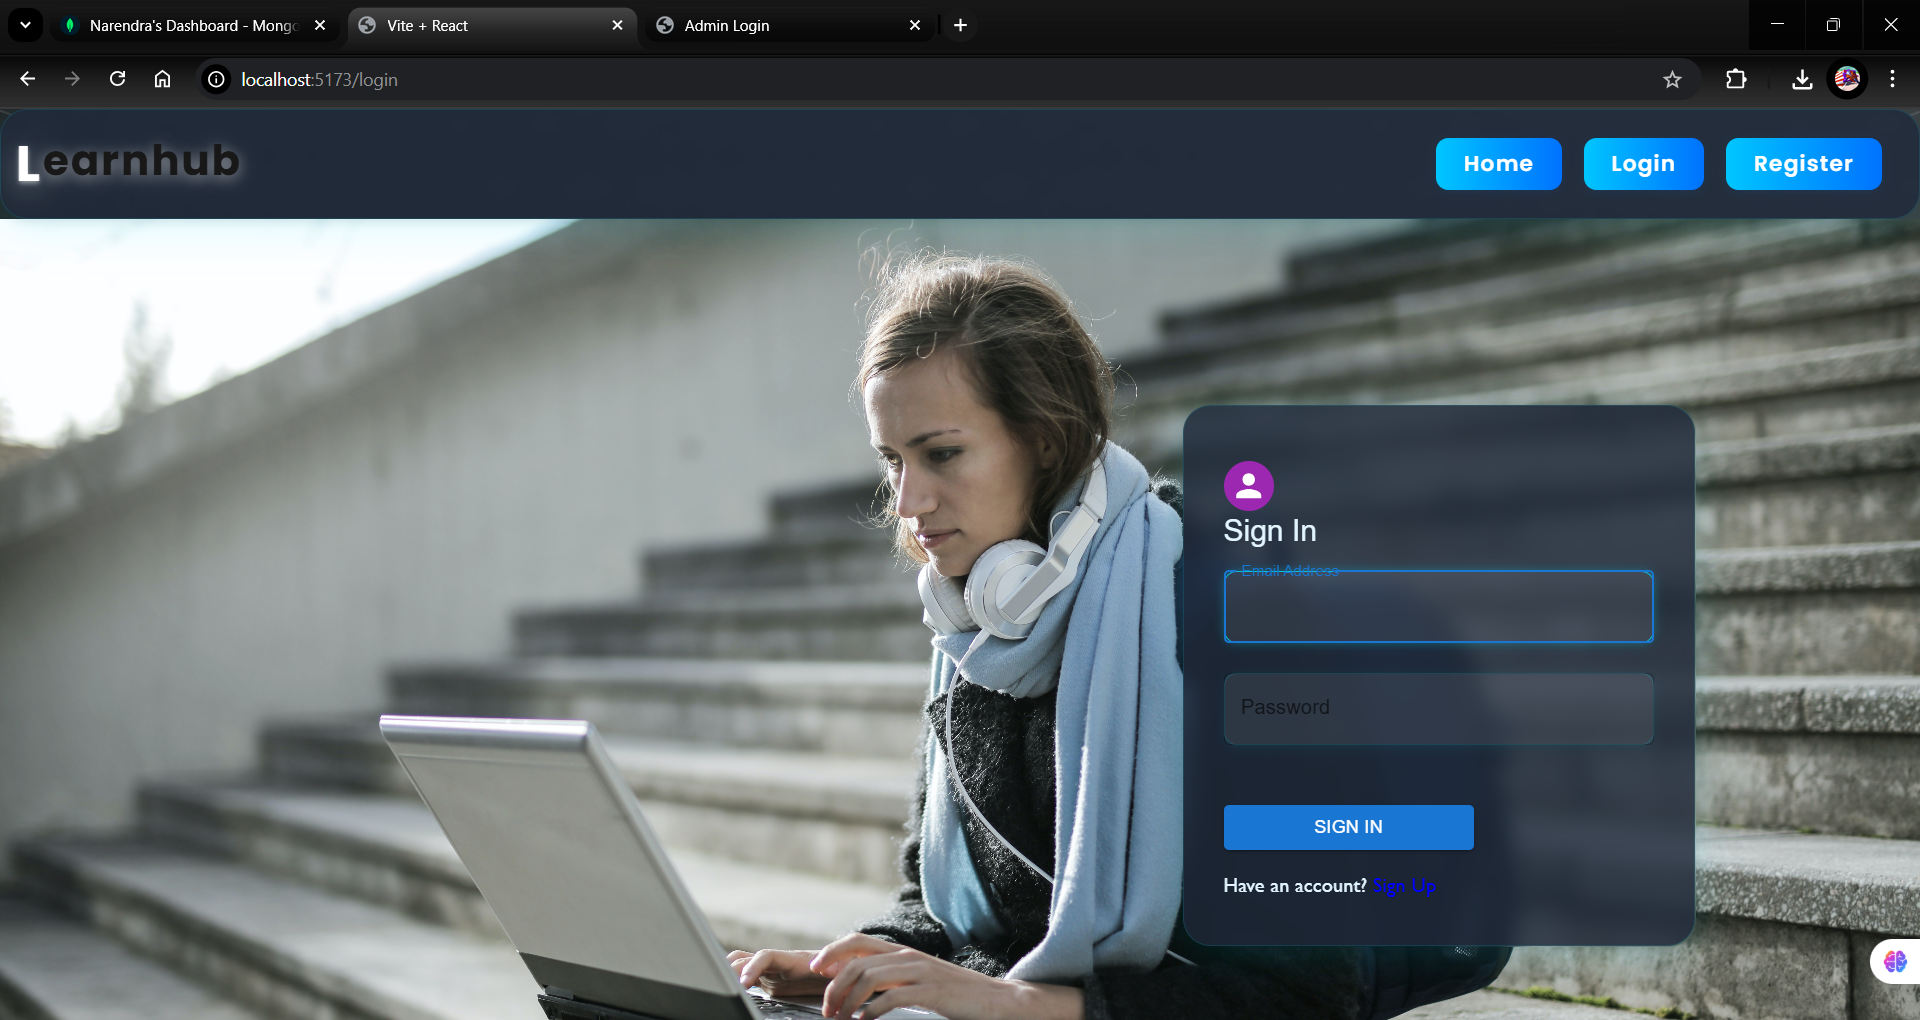 Narendra's Dashboard - Mongo
Vite + React
Admin Login
localhost:5173/login
Learnhub
Home
Login
Register
Sign In
Email Address
Password
SIGN IN
Have an account? Sign Up